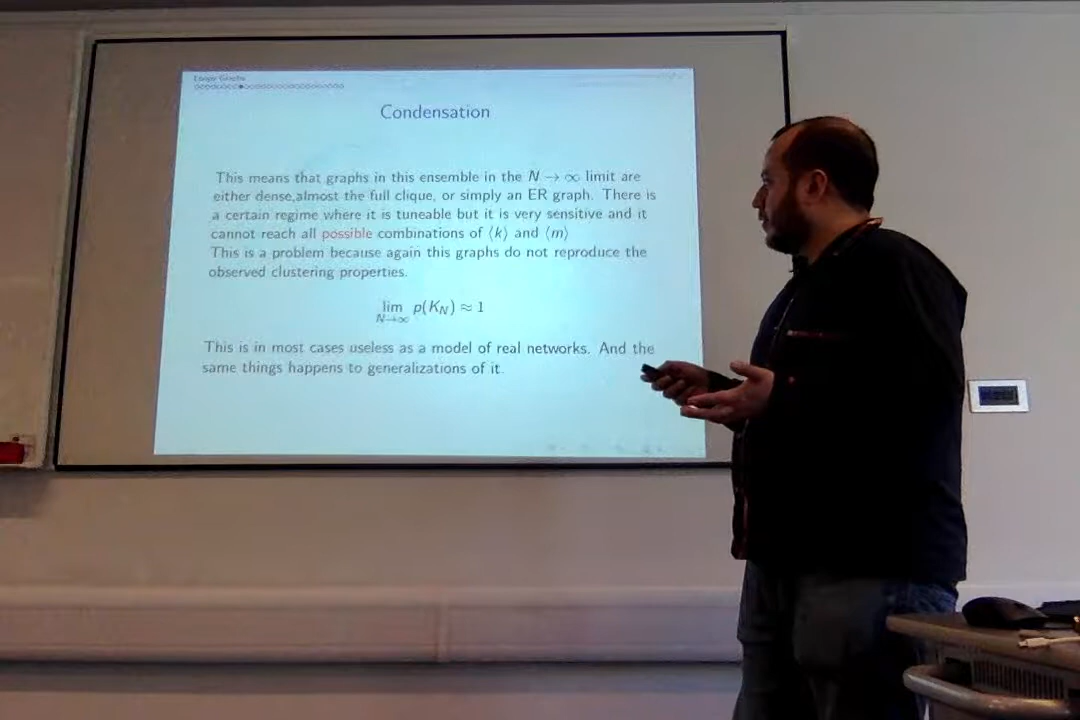 Loopy Graphs
Condensation
This means that graphs in this ensemble in the N → ∞ limit are
either dense,almost the full clique, or simply an ER graph. There is
a certain regime where it is tuneable but it is very sensitive and it
cannot reach all possible combinations of ⟨k⟩ and ⟨m⟩
This is a problem because again this graphs do not reproduce the
observed clustering properties.
lim p(K_N) ≈ 1
N→∞
This is in most cases useless as a model of real networks. And the
same things happens to generalizations of it.